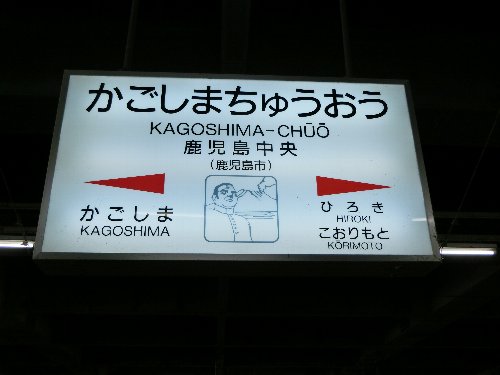 かごしまちゅうおう
KAGOSHIMA-CHŪŌ
鹿児島中央
(鹿児島市)
かごしま
KAGOSHIMA
ひろき
HIROKI
こおりもと
KŌRIMOTO